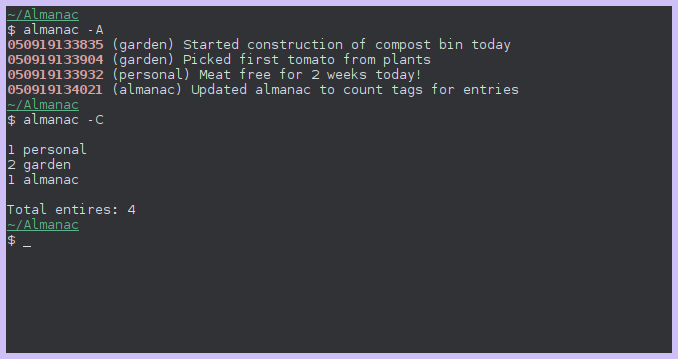 ~/Almanac
$ almanac -A
050919133835 (garden) Started construction of compost bin today
050919133904 (garden) Picked first tomato from plants
050919133932 (personal) Meat free for 2 weeks today!
050919134021 (almanac) Updated almanac to count tags for entries
~/Almanac
$ almanac -C
1 personal
2 garden
1 almanac
Total entires: 4
~/Almanac
$ _